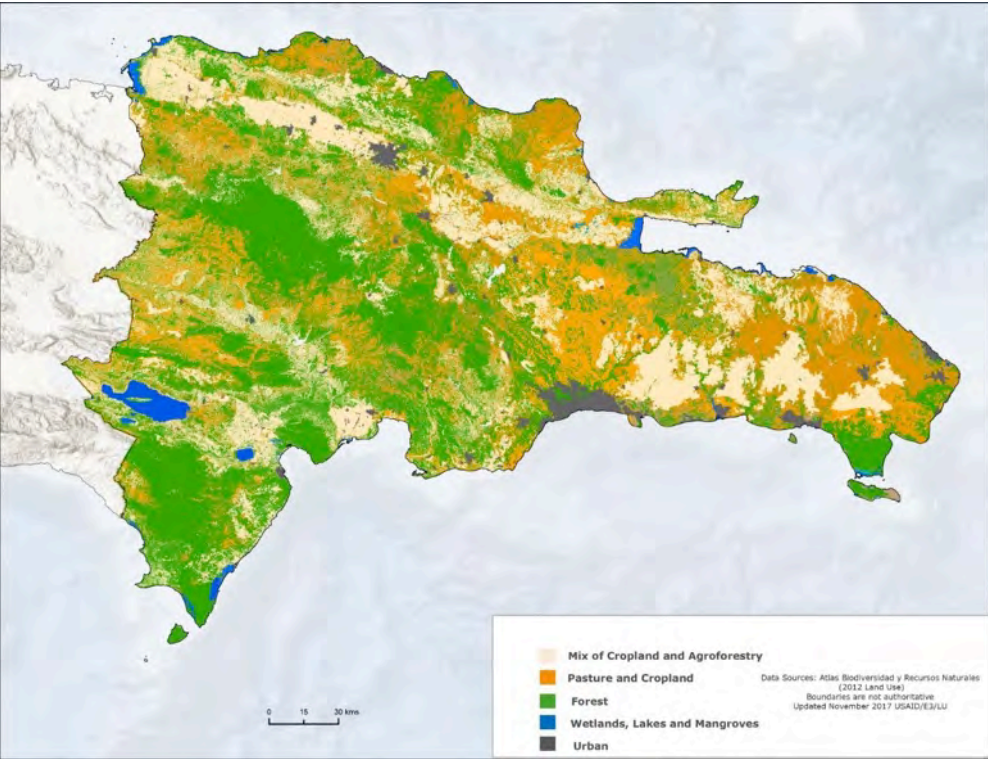 Mix of Cropland and Agroforestry
Pasture and Cropland
Forest
Wetlands, Lakes and Mangroves
Urban
Data Sources: Atlas Biodiversidad y Recursos Naturales
(2012 Land Use)
Boundaries are not authoritative
Updated November 2017 USAID/E3/LU
0 15 30 kms